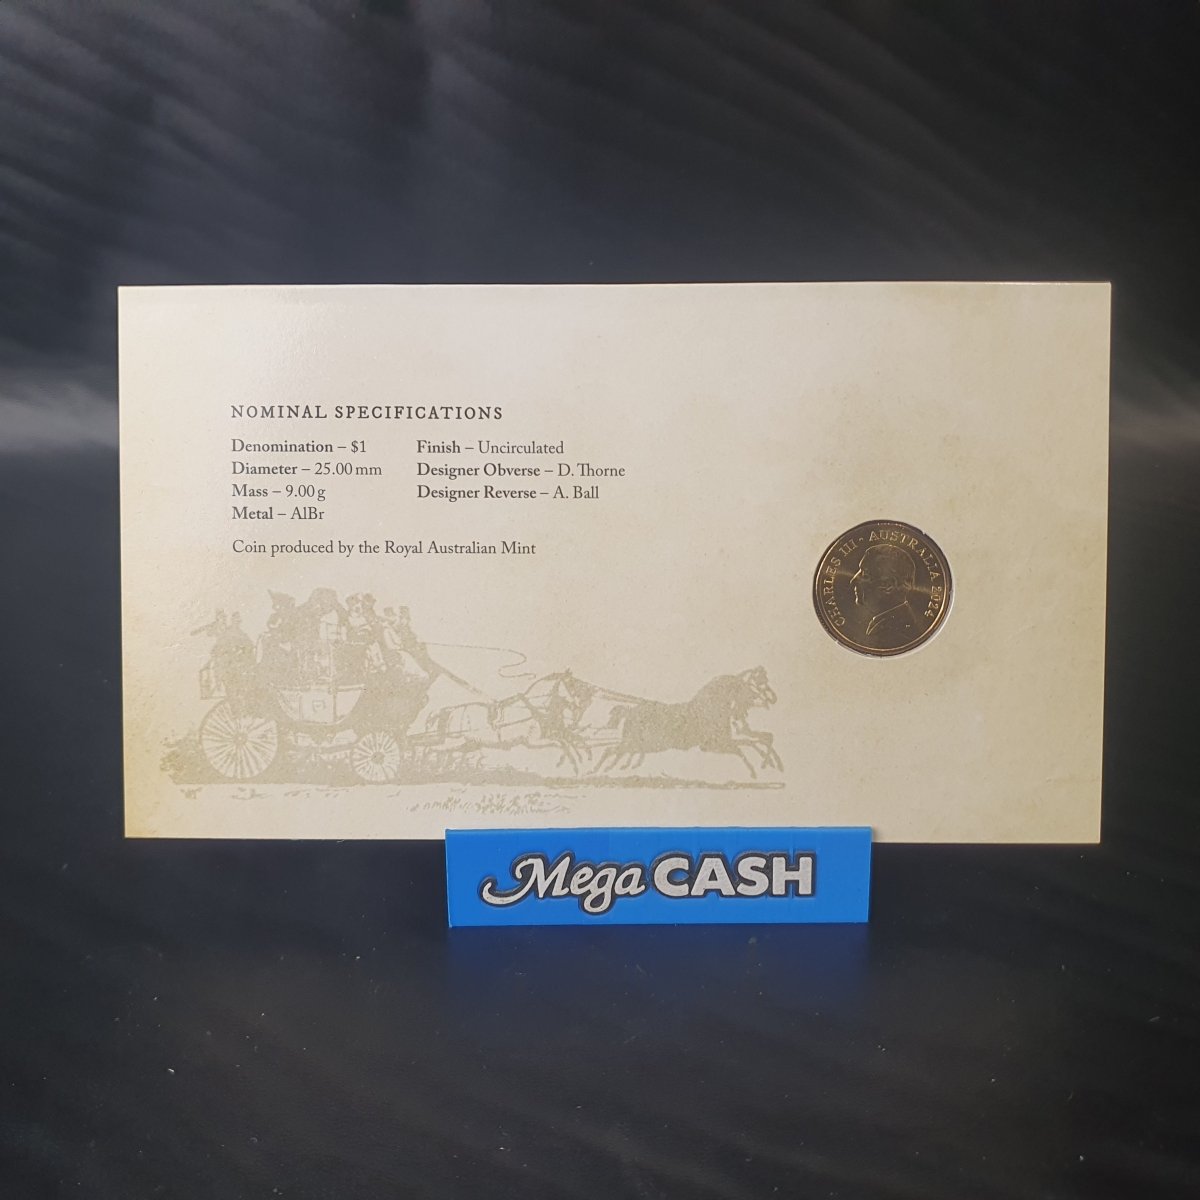 NOMINAL SPECIFICATIONS
Denomination – $1
Diameter – 25.00 mm
Mass – 9.00 g
Metal – AlBr
Finish – Uncirculated
Designer Obverse – D. Thorne
Designer Reverse – A. Ball
Coin produced by the Royal Australian Mint
CHARLES III · AUSTRALIA 2024
Mega CASH